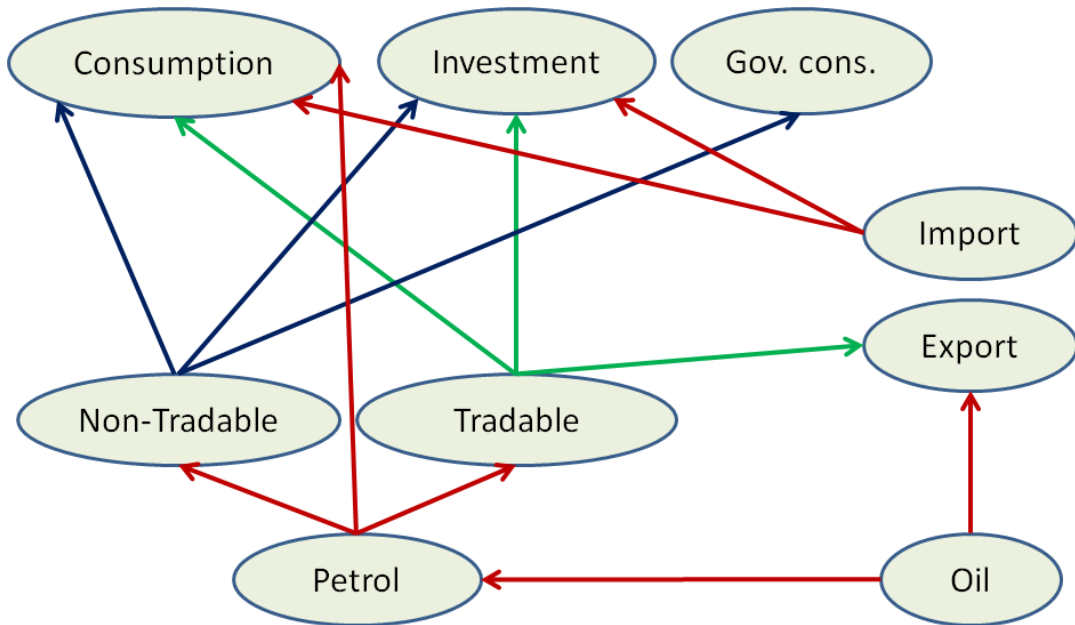 Consumption
Investment
Gov. cons.
Import
Export
Non-Tradable
Tradable
Petrol
Oil